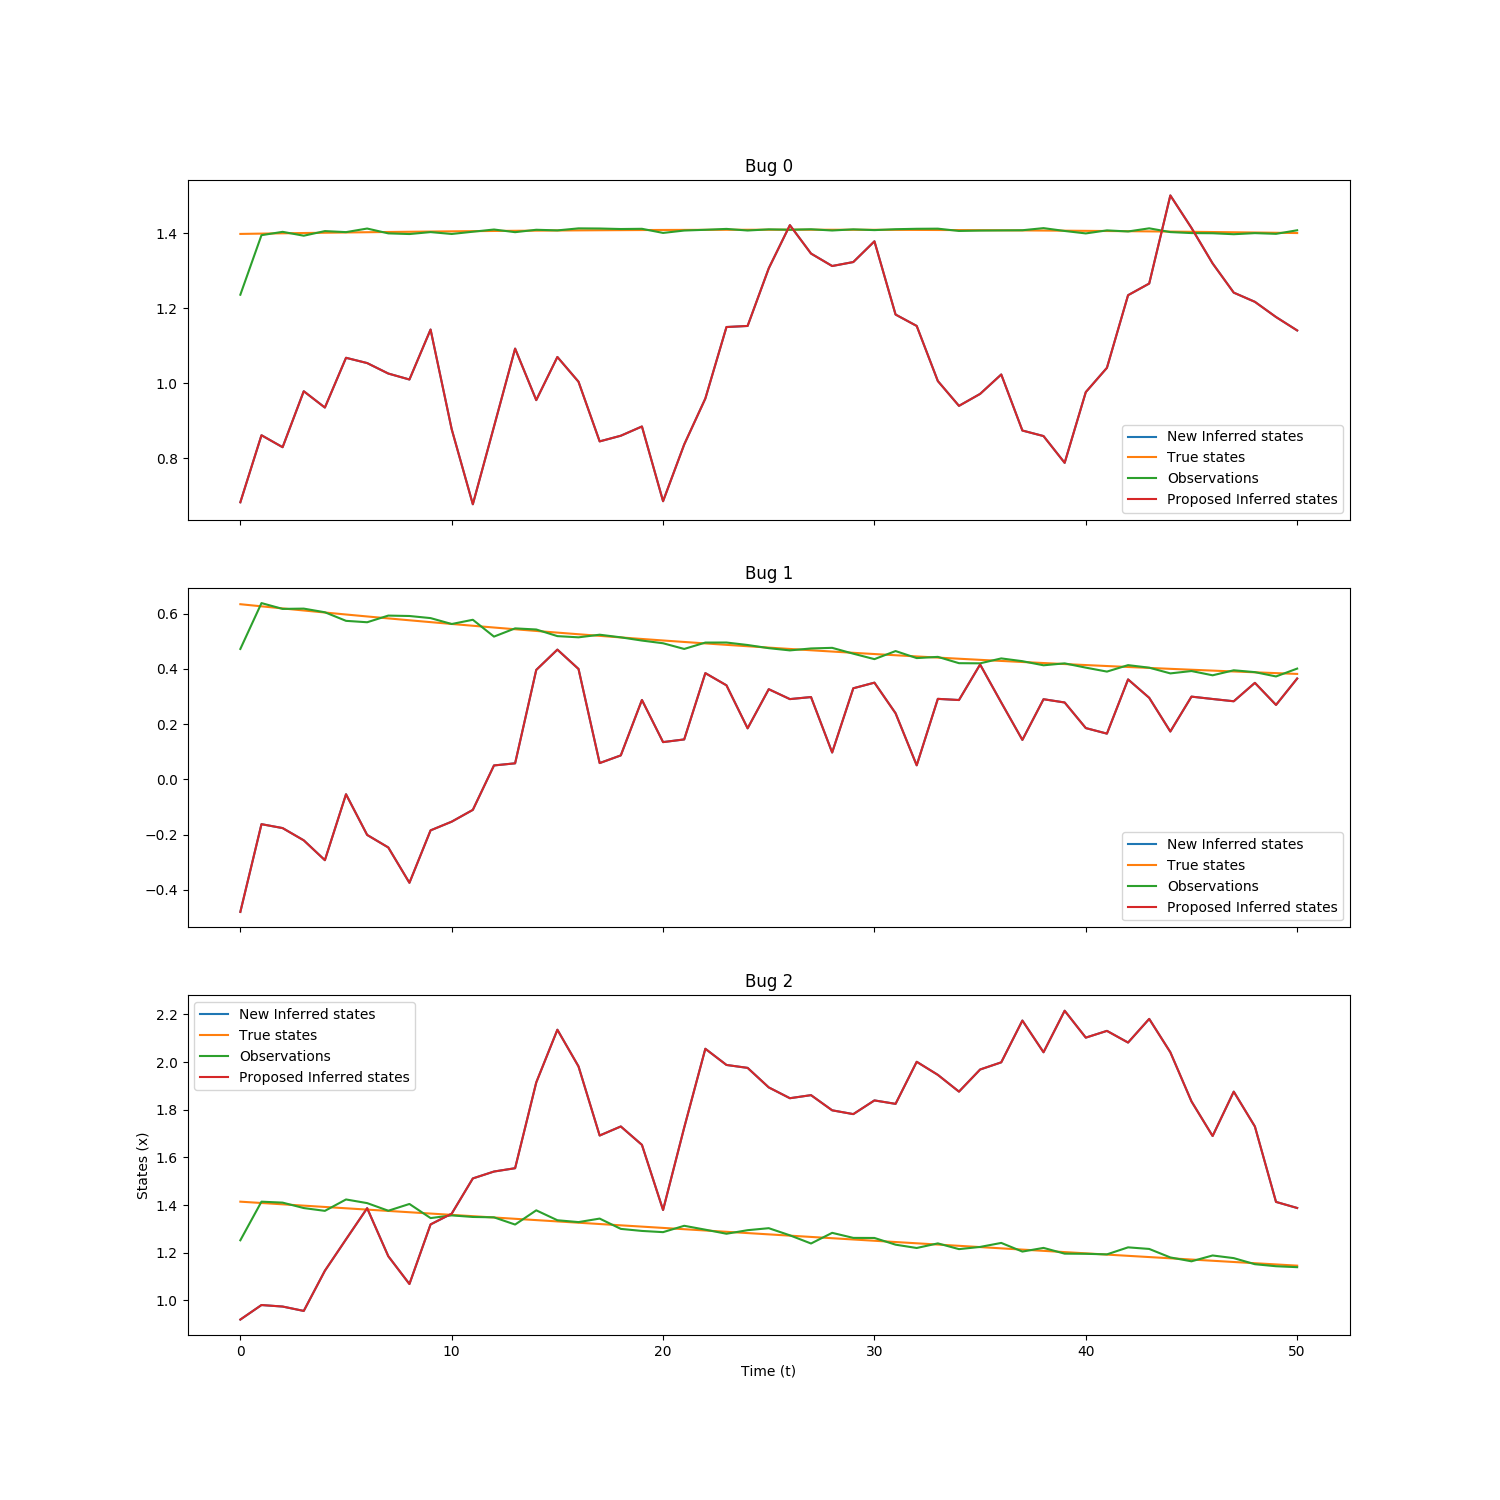 Bug 0
1.4
1.2
1.0
0.8
New Inferred states
True states
Observations
Proposed Inferred states
Bug 1
0.6
0.4
0.2
0.0
−0.2
−0.4
New Inferred states
True states
Observations
Proposed Inferred states
Bug 2
New Inferred states
True states
Observations
Proposed Inferred states
2.2
2.0
1.8
1.6
1.4
1.2
1.0
States (x)
0 10 20 30 40 50
Time (t)